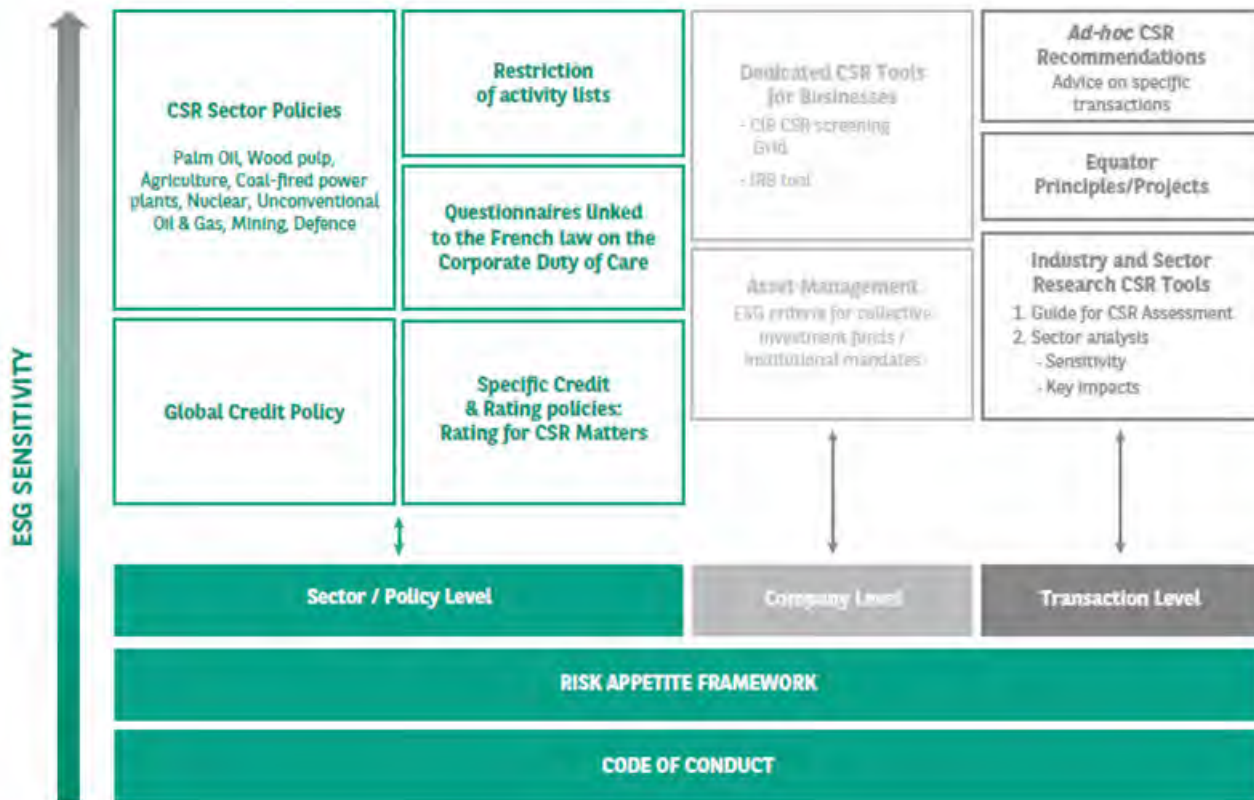 ESG SENSITIVITY
CSR Sector Policies
Palm Oil, Wood pulp,
Agriculture, Coal-fired power
plants, Nuclear, Unconventional
Oil & Gas, Mining, Defence
Restriction
of activity lists
Questionnaires linked
to the French law on the
Corporate Duty of Care
Global Credit Policy
Specific Credit
& Rating policies:
Rating for CSR Matters
Dedicated CSR Tools
for Businesses
- CIB CSR screening
Grid
- IRB tool
Asset Management
ESG criteria for collective
investment funds /
institutional mandates
Ad-hoc CSR
Recommendations
Advice on specific
transactions
Equator
Principles/Projects
Industry and Sector
Research CSR Tools
1. Guide for CSR Assessment
2. Sector analysis
- Sensitivity
- Key impacts
Sector / Policy Level
Company Level
Transaction Level
RISK APPETITE FRAMEWORK
CODE OF CONDUCT